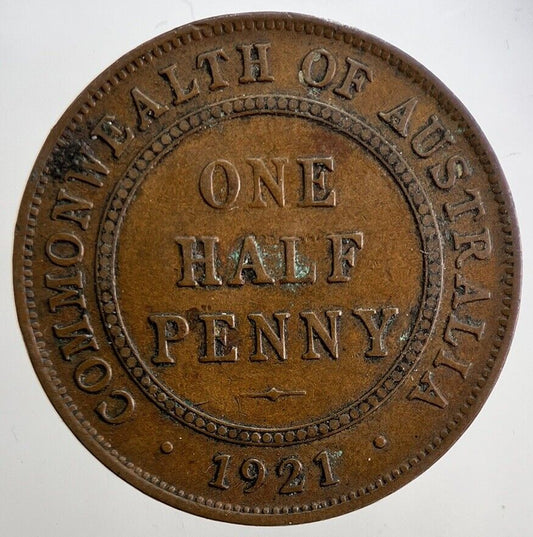 COMMONWEALTH OF AUSTRALIA
ONE
HALF
PENNY
· 1921 ·